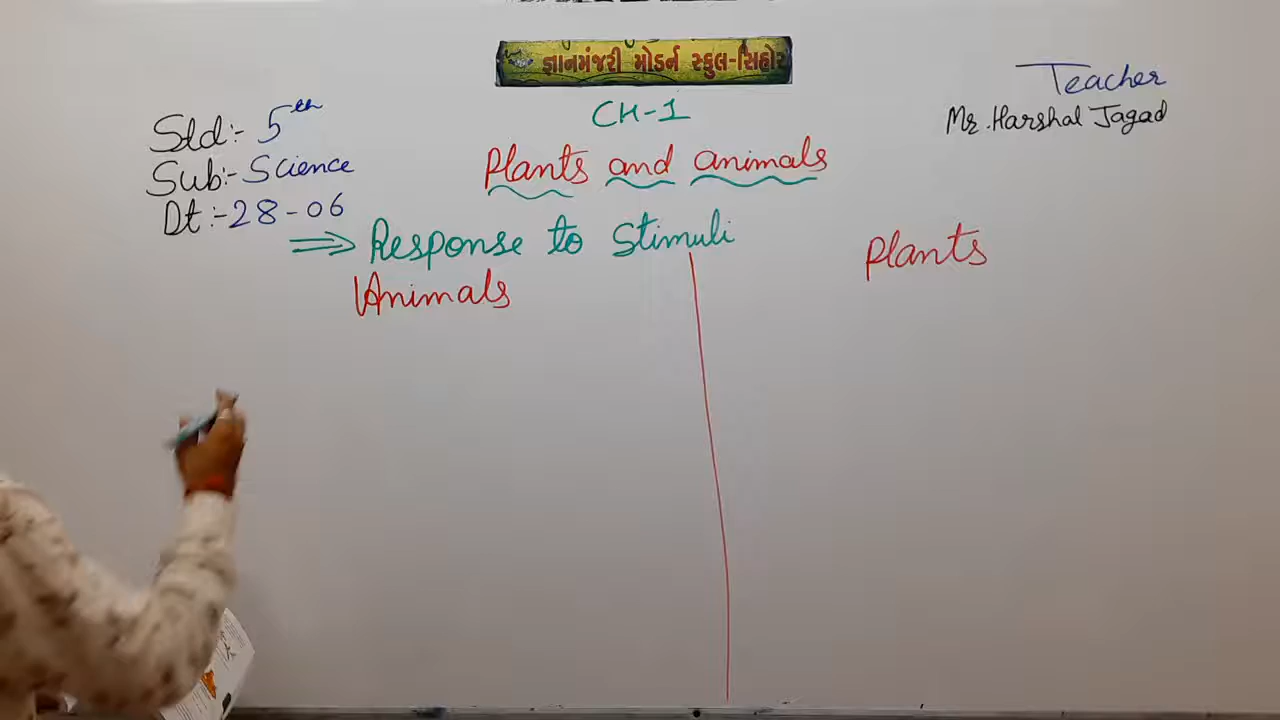 જ્ઞાનમંજરી મોડર્ન સ્કુલ-સિહોર
Teacher
Mr. Harshal Jagad
Std:- 5th
Sub:- Science
Dt:- 28-06
CH-1
Plants and animals
⇒ Response to Stimuli
Animals
Plants